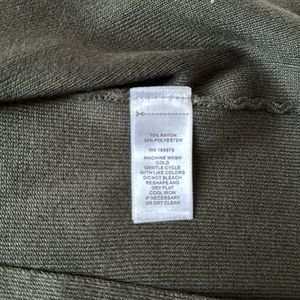 70% RAYON
30% POLYESTER
RN 166979
MACHINE WASH
COLD
GENTLE CYCLE
WITH LIKE COLORS
DO NOT BLEACH
RESHAPE AND
DRY FLAT
COOL IRON
IF NECESSARY
OR DRY CLEAN